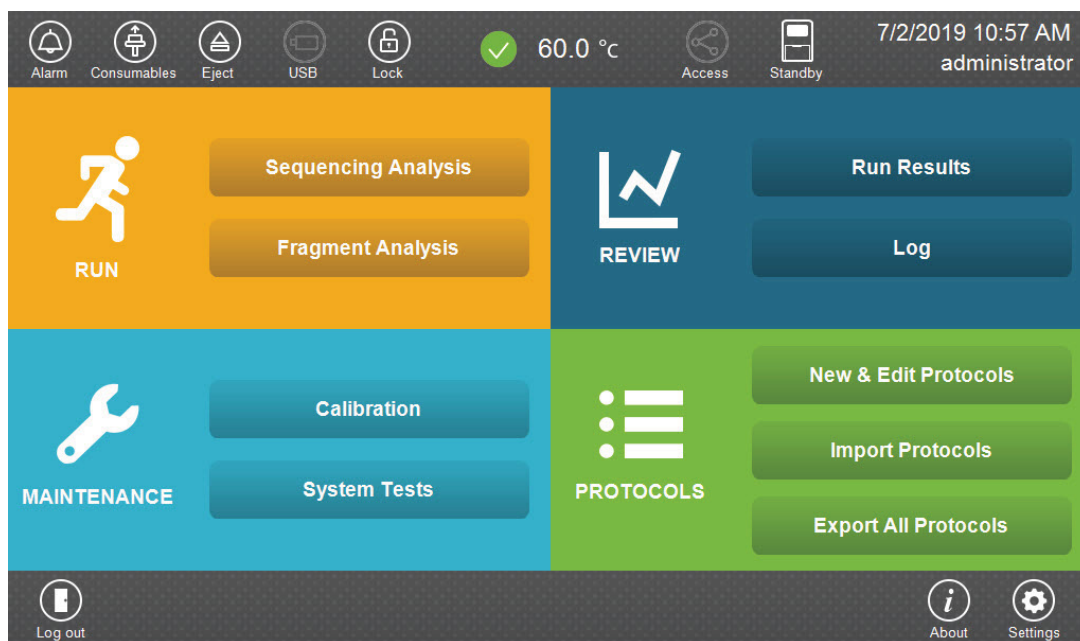 Alarm
Consumables
Eject
USB
Lock
60.0 °c
Access
Standby
7/2/2019 10:57 AM
administrator
RUN
Sequencing Analysis
Fragment Analysis
REVIEW
Run Results
Log
MAINTENANCE
Calibration
System Tests
PROTOCOLS
New & Edit Protocols
Import Protocols
Export All Protocols
Log out
i
About
Settings